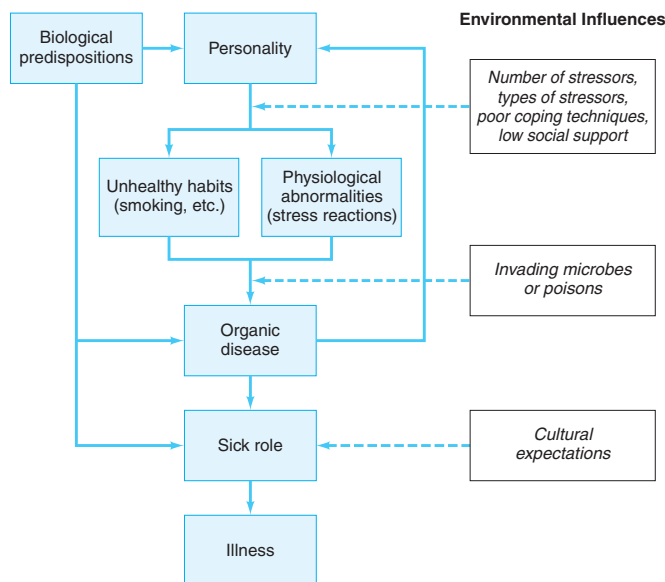 Environmental Influences
Biological
predispositions
Personality
Number of stressors,
types of stressors,
poor coping techniques,
low social support
Unhealthy habits
(smoking, etc.)
Physiological
abnormalities
(stress reactions)
Invading microbes
or poisons
Organic
disease
Sick role
Cultural
expectations
Illness